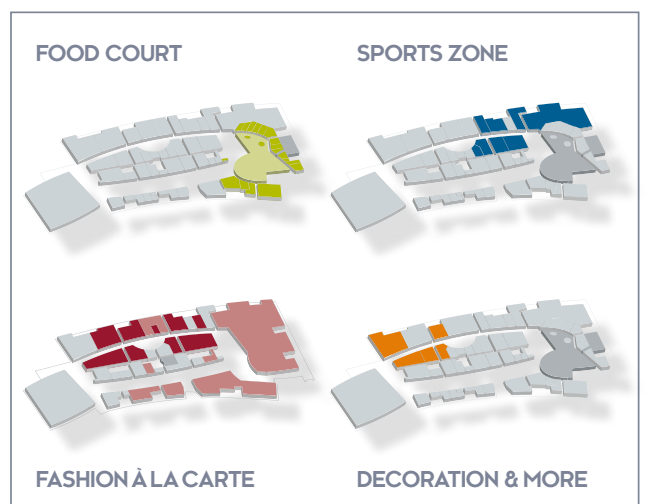 FOOD COURT
SPORTS ZONE
FASHION À LA CARTE
DECORATION & MORE